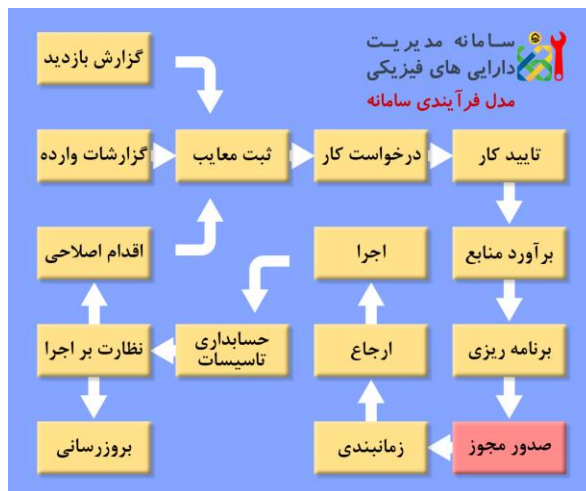 سامانه مدیریت
دارایی های فیزیکی
مدل فرآیندی سامانه
گزارش بازدید
تایید کار
درخواست کار
ثبت معایب
گزارشات وارده
برآورد منابع
اجرا
اقدام اصلاحی
برنامه ریزی
ارجاع
حسابداری
تاسیسات
نظارت بر اجرا
صدور مجوز
زمانبندی
بروزرسانی